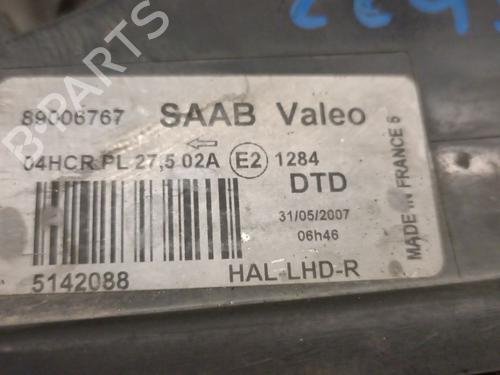 89006767 SAAB Valeo
04HCR PL 27,5 02A E2 1284
DTD
31/05/2007
06h46
5142088 HAL-LHD-R
MADE IN FRANCE 5
B-PARTS